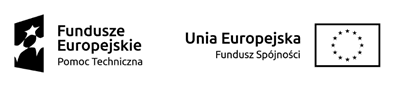 Fundusze
Europejskie
Pomoc Techniczna
Unia Europejska
Fundusz Spójności